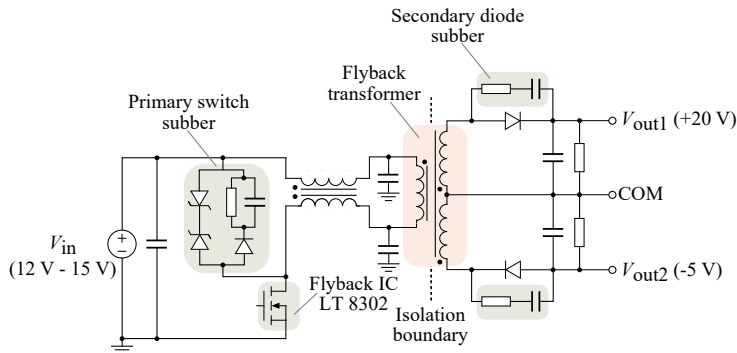 Secondary diode
subber
Flyback
transformer
Primary switch
subber
Vout1 (+20 V)
COM
Vin
(12 V - 15 V)
+
-
Vout2 (-5 V)
Flyback IC
LT 8302
Isolation
boundary